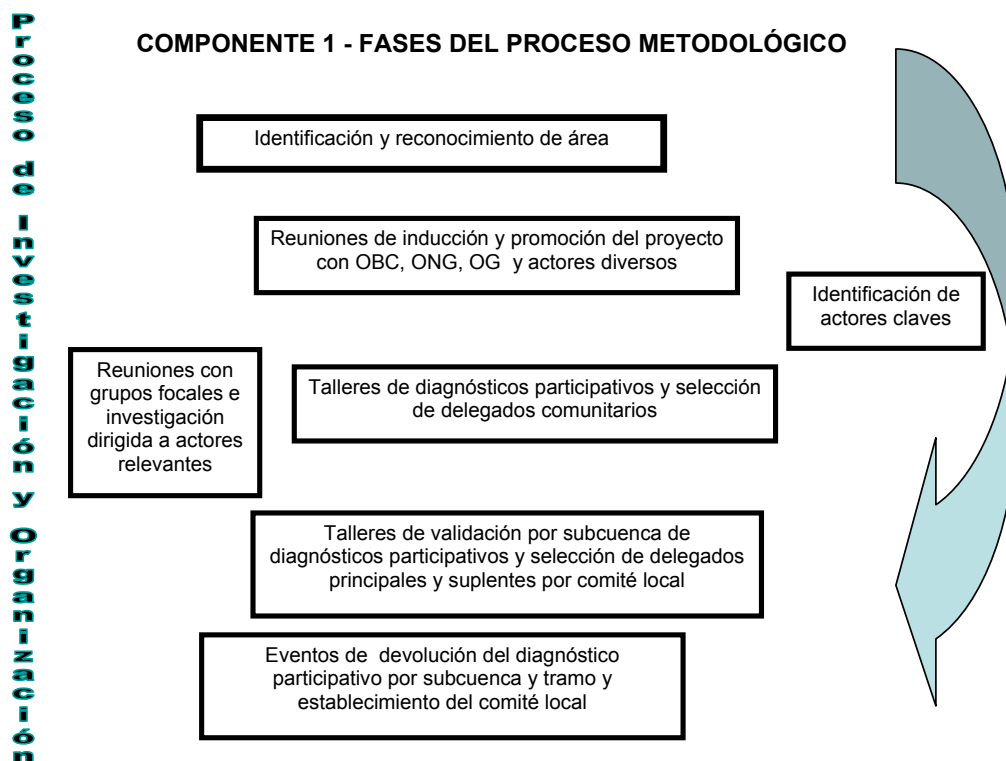 Proceso de Investigación y Organización
COMPONENTE 1 - FASES DEL PROCESO METODOLÓGICO
Identificación y reconocimiento de área
Reuniones de inducción y promoción del proyecto
con OBC, ONG, OG y actores diversos
Identificación de
actores claves
Reuniones con
grupos focales e
investigación
dirigida a actores
relevantes
Talleres de diagnósticos participativos y selección
de delegados comunitarios
Talleres de validación por subcuenca de
diagnósticos participativos y selección de delegados
principales y suplentes por comité local
Eventos de devolución del diagnóstico
participativo por subcuenca y tramo y
establecimiento del comité local